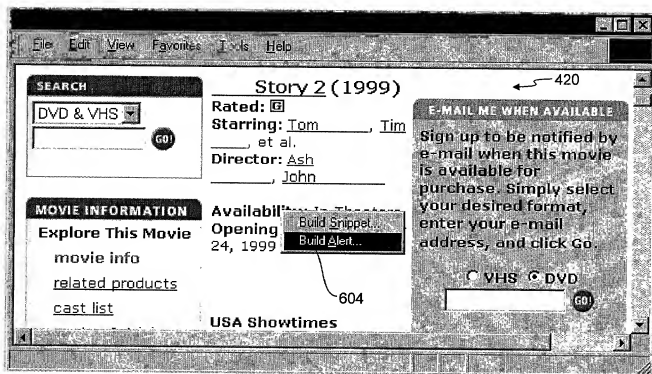 File Edit View Favorites Tools Help
SEARCH
DVD & VHS
GO!
MOVIE INFORMATION
Explore This Movie
movie info
related products
cast list
Story 2 (1999)
Rated: G
Starring: Tom , Tim
, et al.
Director: Ash
, John
Availability: In Theaters
Opening
24, 1999
Build Snippet...
Build Alert...
604
USA Showtimes
420
E-MAIL ME WHEN AVAILABLE
Sign up to be notified by
e-mail when this movie
is available for
purchase. Simply select
your desired format,
enter your e-mail
address, and click Go.
VHS DVD
GO!